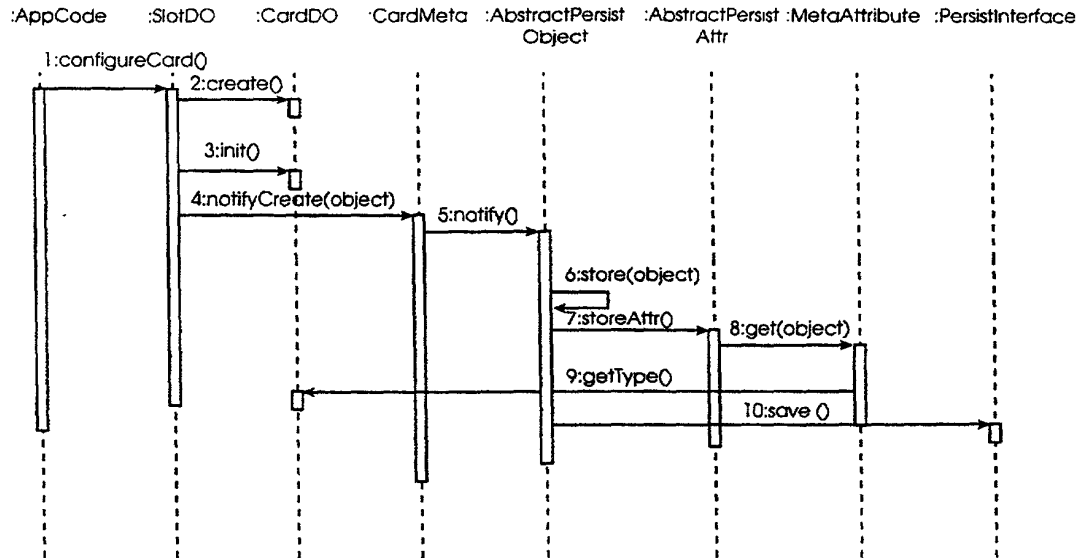 :AppCode :SlotDO :CardDO :CardMeta :AbstractPersist :AbstractPersist :MetaAttribute :PersistInterface
Object Attr
1:configureCard()
2:create()
3:init()
4:notifyCreate(object)
5:notify()
6:store(object)
7:storeAttr()
8:get(object)
9:getType()
10:save ()